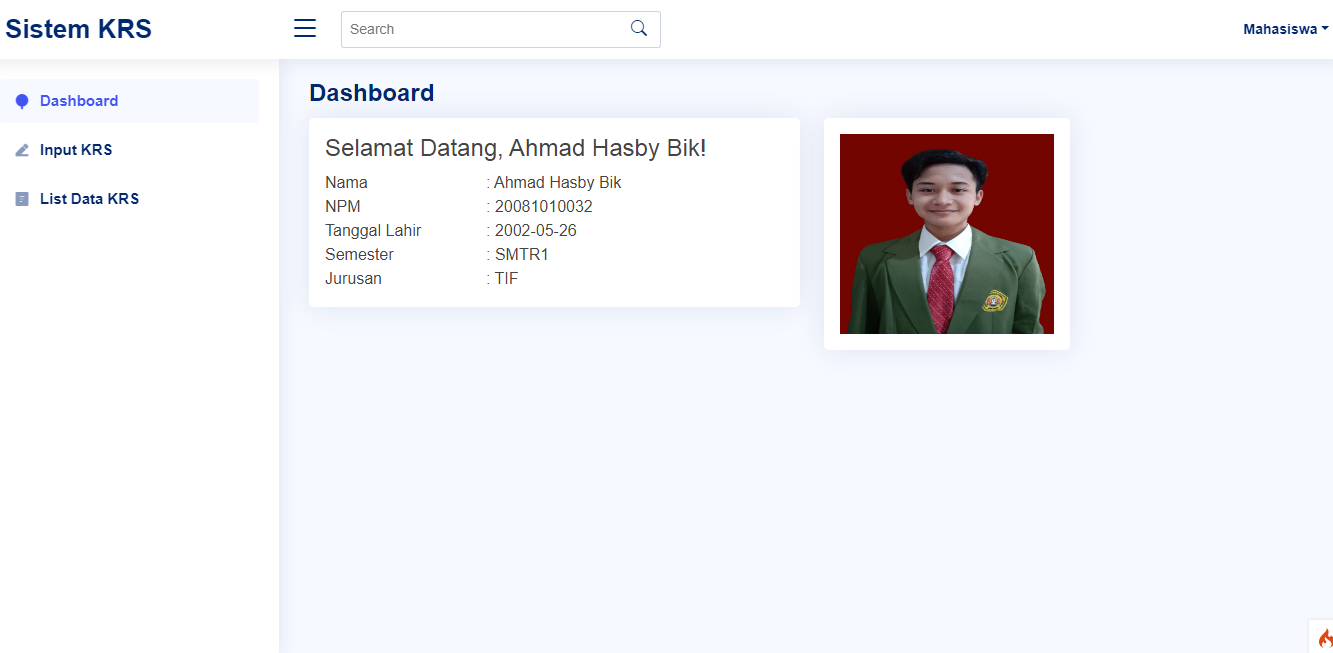 Sistem KRS
Search
Mahasiswa
Dashboard
Input KRS
List Data KRS
Dashboard
Selamat Datang, Ahmad Hasby Bik!
Nama : Ahmad Hasby Bik
NPM : 20081010032
Tanggal Lahir : 2002-05-26
Semester : SMTR1
Jurusan : TIF